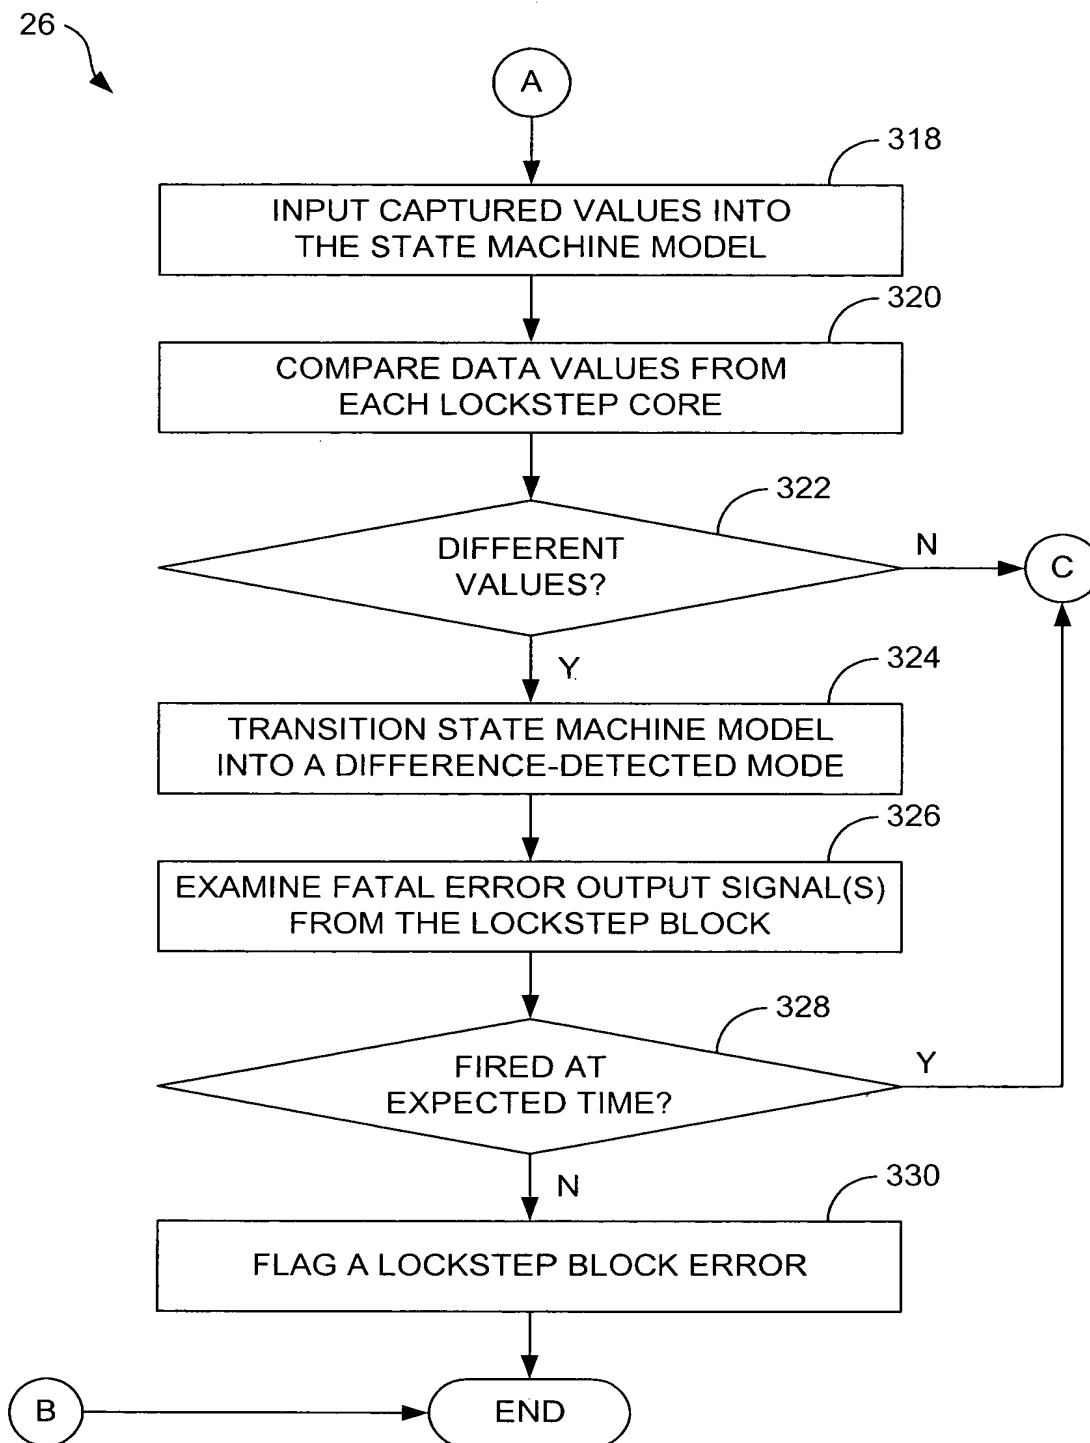 26
A
318
INPUT CAPTURED VALUES INTO
THE STATE MACHINE MODEL
320
COMPARE DATA VALUES FROM
EACH LOCKSTEP CORE
322
DIFFERENT
VALUES?
N
C
Y
324
TRANSITION STATE MACHINE MODEL
INTO A DIFFERENCE-DETECTED MODE
326
EXAMINE FATAL ERROR OUTPUT SIGNAL(S)
FROM THE LOCKSTEP BLOCK
328
FIRED AT
EXPECTED TIME?
Y
N
330
FLAG A LOCKSTEP BLOCK ERROR
B
END